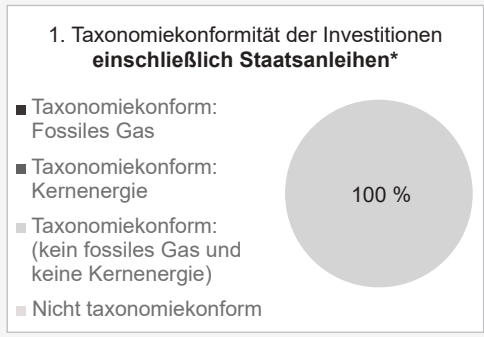 1. Taxonomiekonformität der Investitionen
einschließlich Staatsanleihen*
Taxonomiekonform:
Fossiles Gas
Taxonomiekonform:
Kernenergie
Taxonomiekonform:
(kein fossiles Gas und
keine Kernenergie)
Nicht taxonomiekonform
100 %